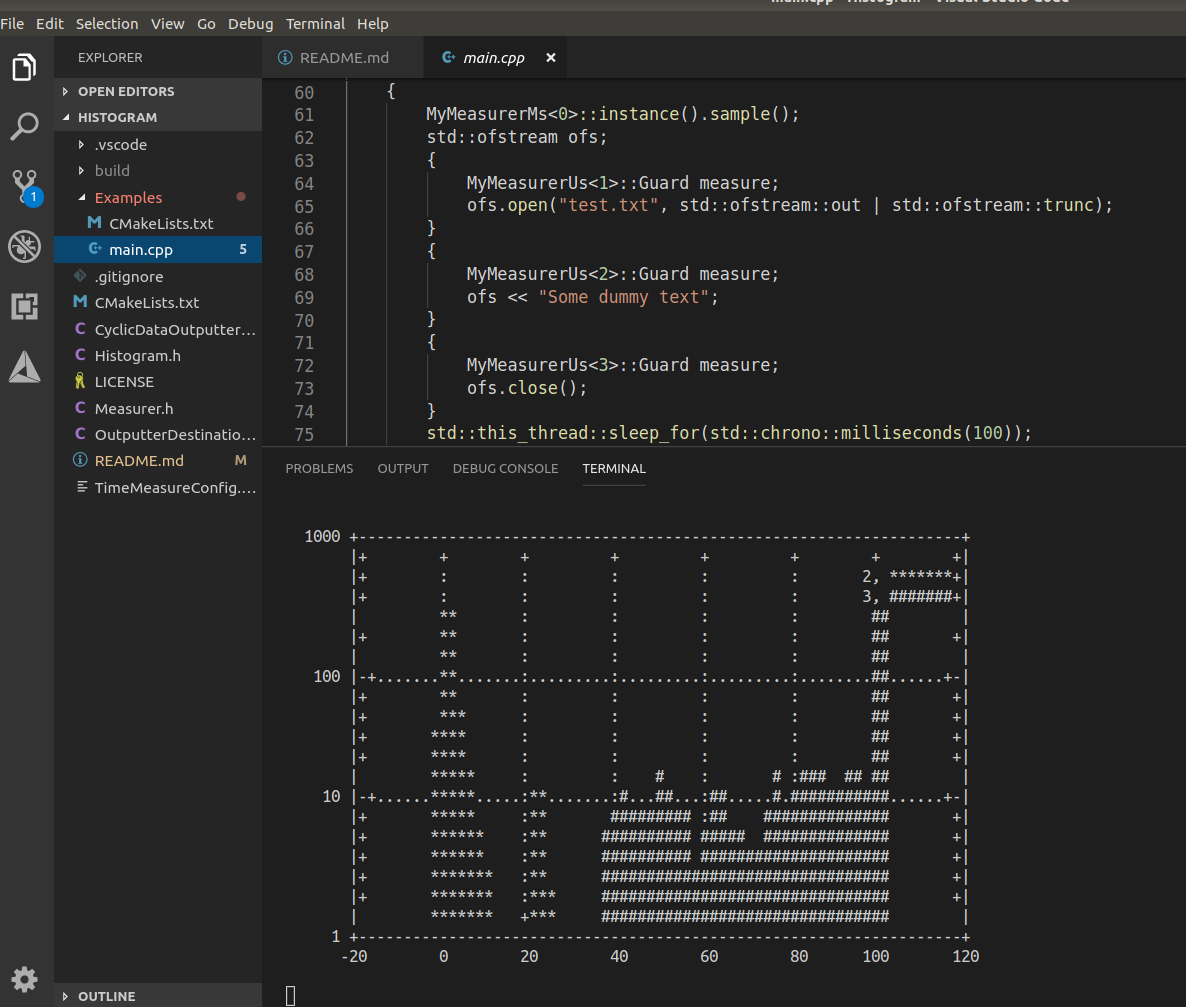 File Edit Selection View Go Debug Terminal Help
EXPLORER
OPEN EDITORS
HISTOGRAM
.vscode
build
Examples
CMakeLists.txt
main.cpp 5
.gitignore
CMakeLists.txt
CyclicDataOutputter...
Histogram.h
LICENSE
Measurer.h
OutputterDestinatio...
README.md M
TimeMeasureConfig....
OUTLINE
1
README.md main.cpp ×
60 {
61 MyMeasurerMs<0>::instance().sample();
62 std::ofstream ofs;
63 {
64 MyMeasurerUs<1>::Guard measure;
65 ofs.open("test.txt", std::ofstream::out | std::ofstream::trunc);
66 }
67 {
68 MyMeasurerUs<2>::Guard measure;
69 ofs << "Some dummy text";
70 }
71 {
72 MyMeasurerUs<3>::Guard measure;
73 ofs.close();
74 }
75 std::this_thread::sleep_for(std::chrono::milliseconds(100));
PROBLEMS OUTPUT DEBUG CONSOLE TERMINAL
1000 +-------------------------------------------------------------------+
|+ + + + + + + +|
|+ : : : : : 2, *******+|
|+ : : : : : 3, #######+|
| ** : : : : ## |
|+ ** : : : : ## +|
| ** : : : : ## |
100 |-+.......**.......:.........:.........:.........:........##......+-|
|+ ** : : : : ## +|
|+ *** : : : : ## +|
|+ **** : : : : ## +|
|+ **** : : : : ## +|
| ***** : : # : # :### ## ## |
10 |-+......*****.....:**.......:#...##...:##.....#.###########......+-|
|+ ***** :** ######### :## ############## +|
|+ ****** :** ########## ##### ############## +|
|+ ****** :** ########## ##################### +|
|+ ******* :** ################################ +|
|+ ******* :*** ################################ +|
| ******* +*** ################################ |
1 +-------------------------------------------------------------------+
-20 0 20 40 60 80 100 120